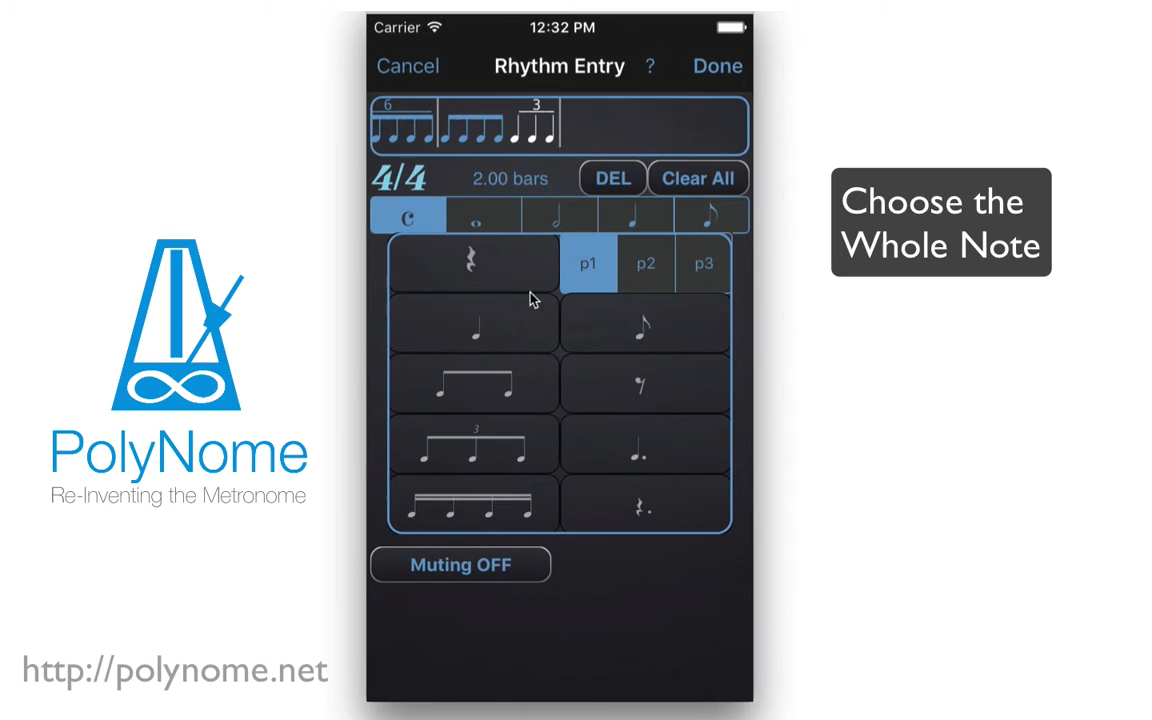 Carrier
12:32 PM
Cancel
Rhythm Entry
?
Done
6
3
4/4
2.00 bars
DEL
Clear All
p1
p2
p3
3
Muting OFF
Choose the
Whole Note
PolyNome
Re-Inventing the Metronome
http://polynome.net